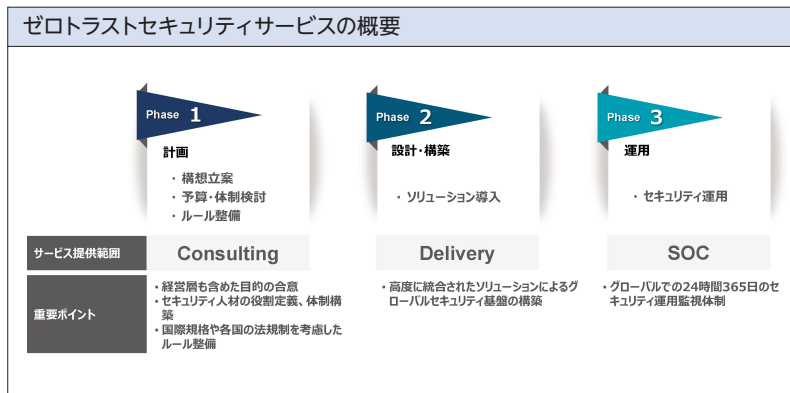 ゼロトラストセキュリティサービスの概要
Phase 1
計画
・ 構想立案
・ 予算・体制検討
・ ルール整備
Phase 2
設計・構築
・ ソリューション導入
Phase 3
運用
・ セキュリティ運用
サービス提供範囲
Consulting
Delivery
SOC
重要ポイント
・経営層も含めた目的の合意
・セキュリティ人材の役割定義、体制構
築
・国際規格や各国の法規制を考慮した
ルール整備
・高度に統合されたソリューションによるグ
ローバルセキュリティ基盤の構築
・グローバルでの24時間365日のセ
キュリティ運用監視体制